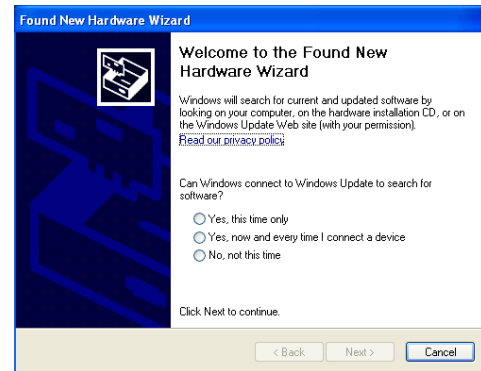 Found New Hardware Wizard
Welcome to the Found New
Hardware Wizard
Windows will search for current and updated software by
looking on your computer, on the hardware installation CD, or on
the Windows Update Web site (with your permission).
Read our privacy policy
Can Windows connect to Windows Update to search for
software?
Yes, this time only
Yes, now and every time I connect a device
No, not this time
Click Next to continue.
< Back Next > Cancel